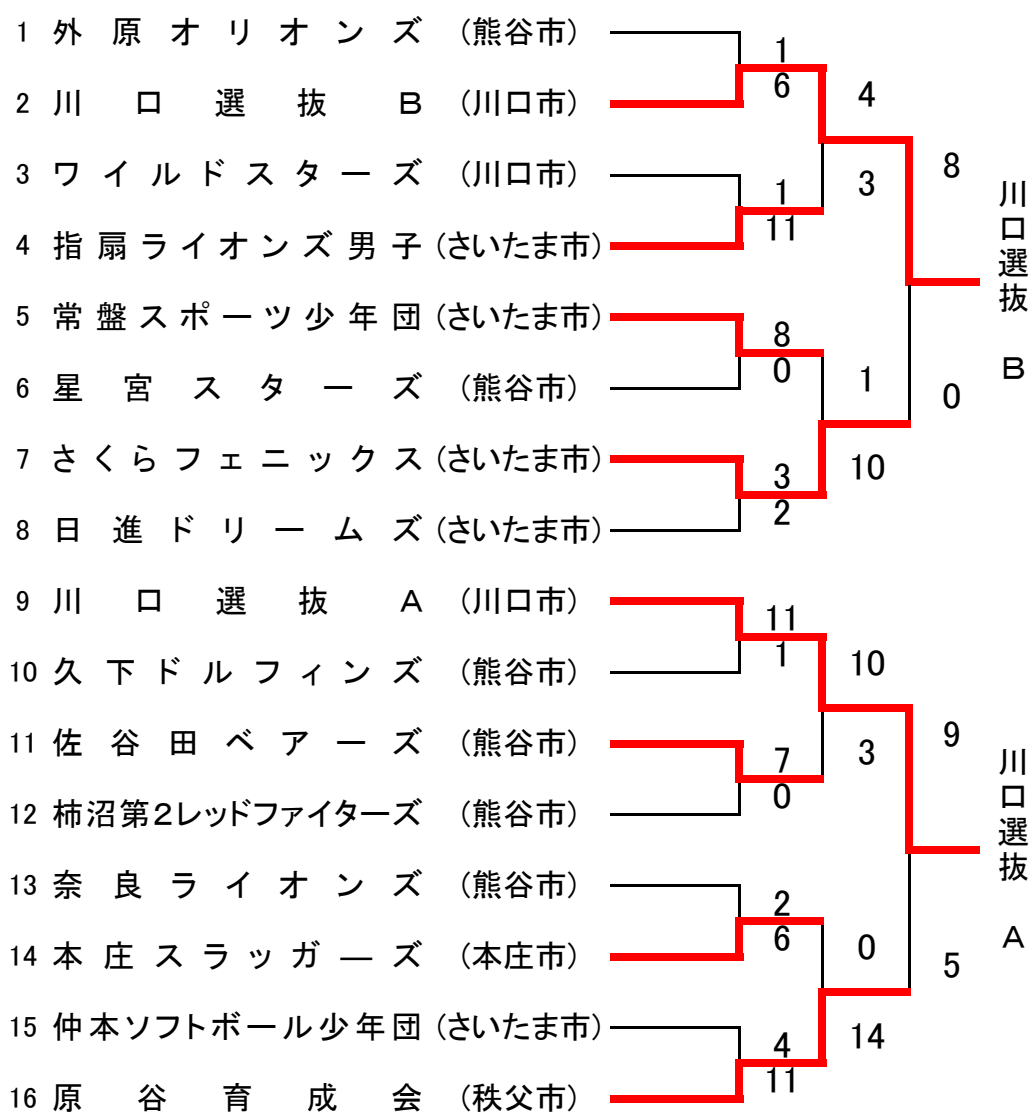 1 外原オリオンズ (熊谷市)
2 川口選抜B (川口市)
3 ワイルドスターズ (川口市)
4 指扇ライオンズ男子 (さいたま市)
5 常盤スポーツ少年団 (さいたま市)
6 星宮スターズ (熊谷市)
7 さくらフェニックス (さいたま市)
8 日進ドリームズ (さいたま市)
9 川口選抜A (川口市)
10 久下ドルフィンズ (熊谷市)
11 佐谷田ベアーズ (熊谷市)
12 柿沼第2レッドファイターズ (熊谷市)
13 奈良ライオンズ (熊谷市)
14 本庄スラッガーズ (本庄市)
15 仲本ソフトボール少年団 (さいたま市)
16 原谷育成会 (秩父市)
1
6
1
11
8
0
3
2
11
1
7
0
2
6
4
11
4
3
1
10
10
3
0
14
8
0
9
5
川口選抜 B
川口選抜 A